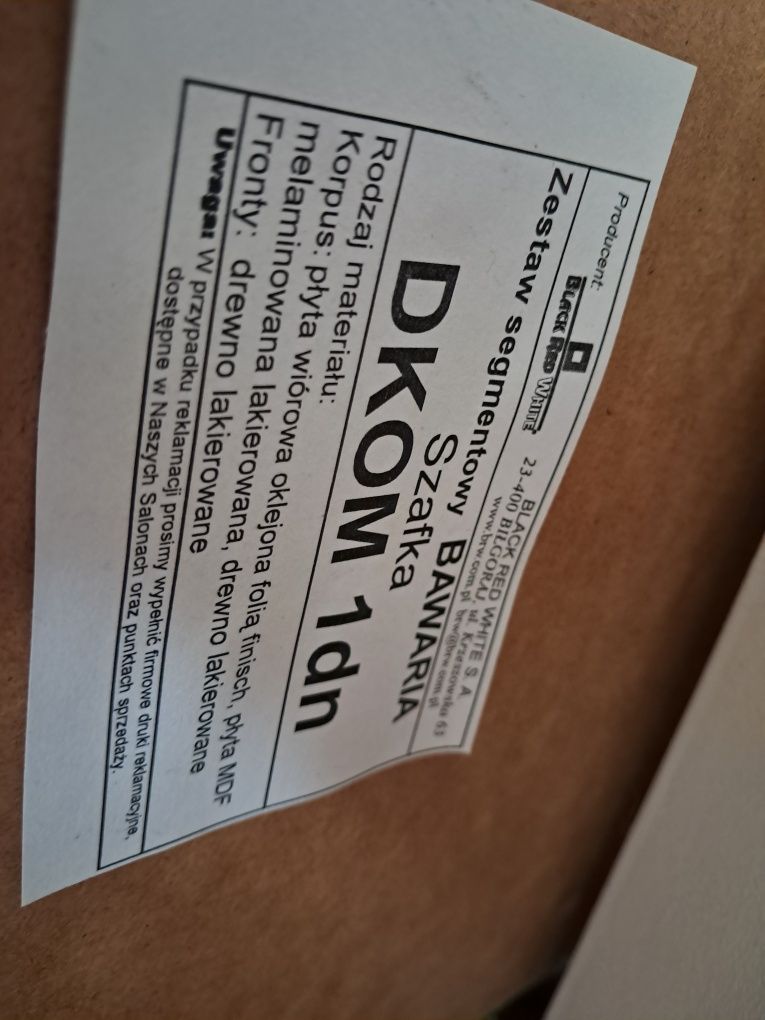 Producent:
BLACK RED WHITE
BLACK RED WHITE S. A.
23-400 BIŁGORAJ, ul. Krzeszowska 63
www.brw.com.pl brw@brw.com.pl
Zestaw segmentowy BAWARIA
Szafka
DKOM 1dn
Rodzaj materiału:
Korpus: płyta wiórowa oklejona folią finisch, płyta MDF
melaminowana lakierowana, drewno lakierowane
Fronty: drewno lakierowane
Uwaga! W przypadku reklamacji prosimy wypełnić firmowe druki reklamacyjne,
dostępne w Naszych Salonach oraz punktach sprzedaży.